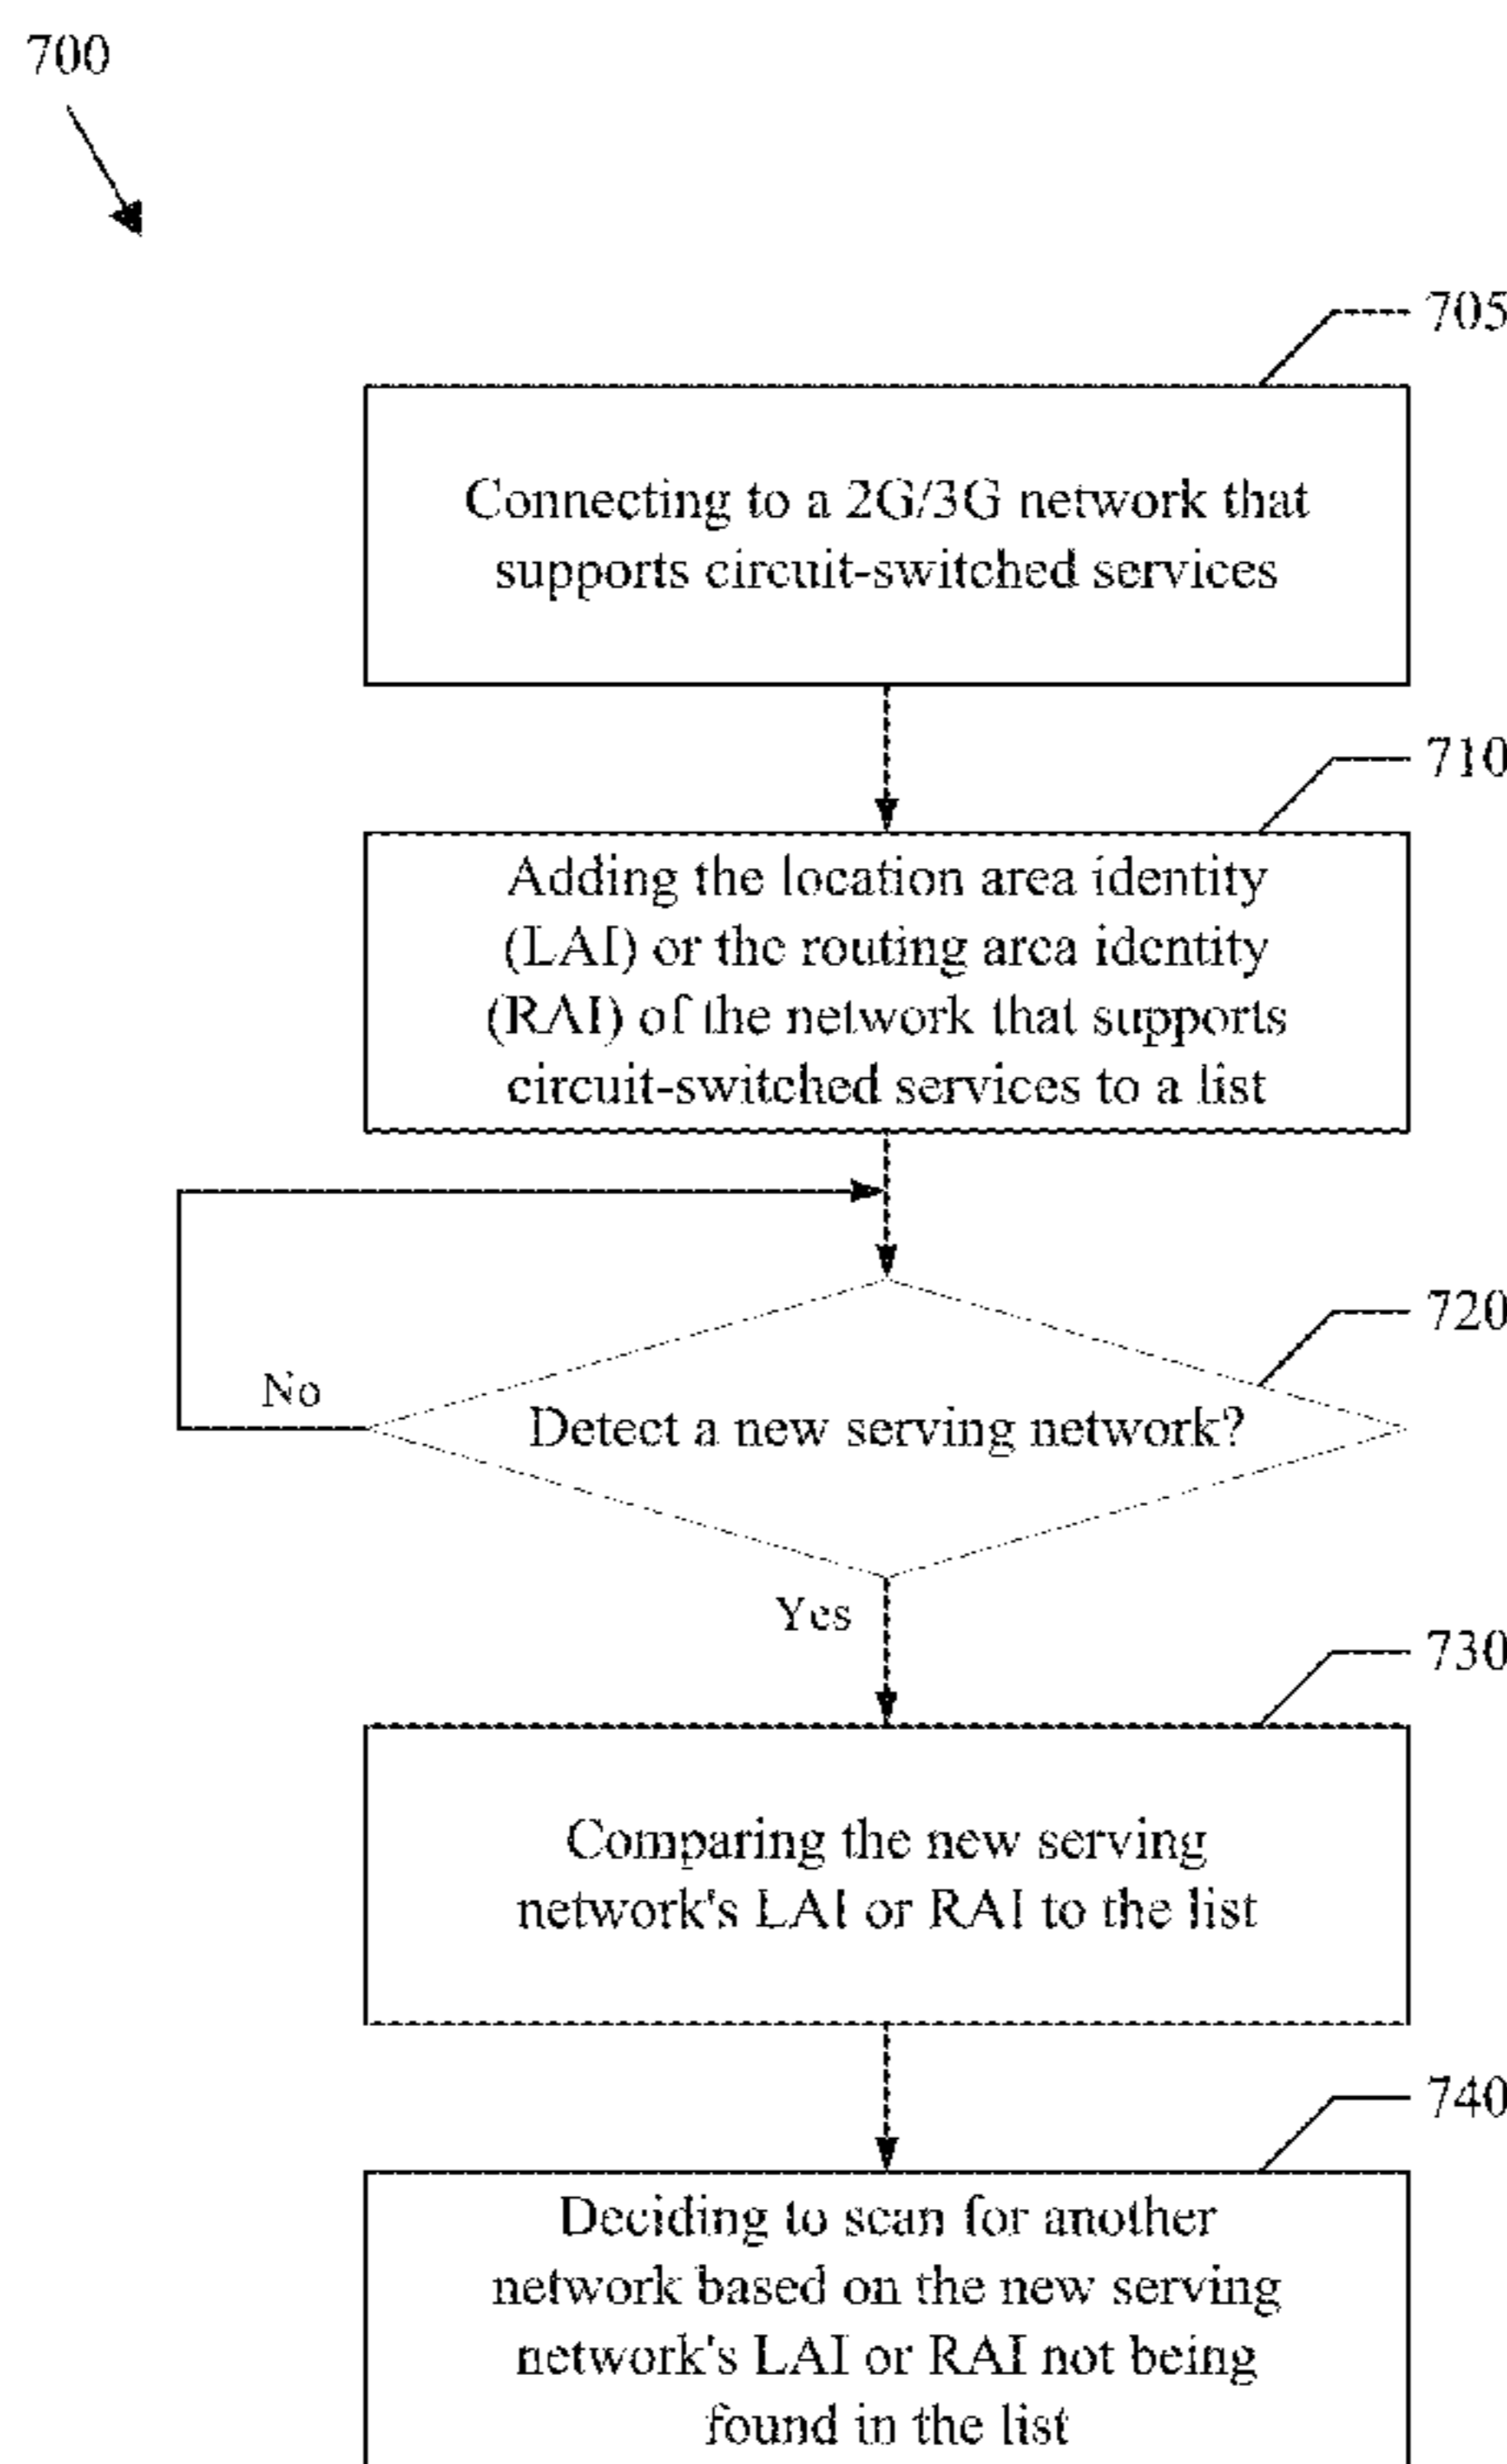 700
705
Connecting to a 2G/3G network that
supports circuit-switched services
710
Adding the location area identity
(LAI) or the routing area identity
(RAI) of the network that supports
circuit-switched services to a list
720
No
Detect a new serving network?
Yes
730
Comparing the new serving
network's LAI or RAI to the list
740
Deciding to scan for another
network based on the new serving
network's LAI or RAI not being
found in the list